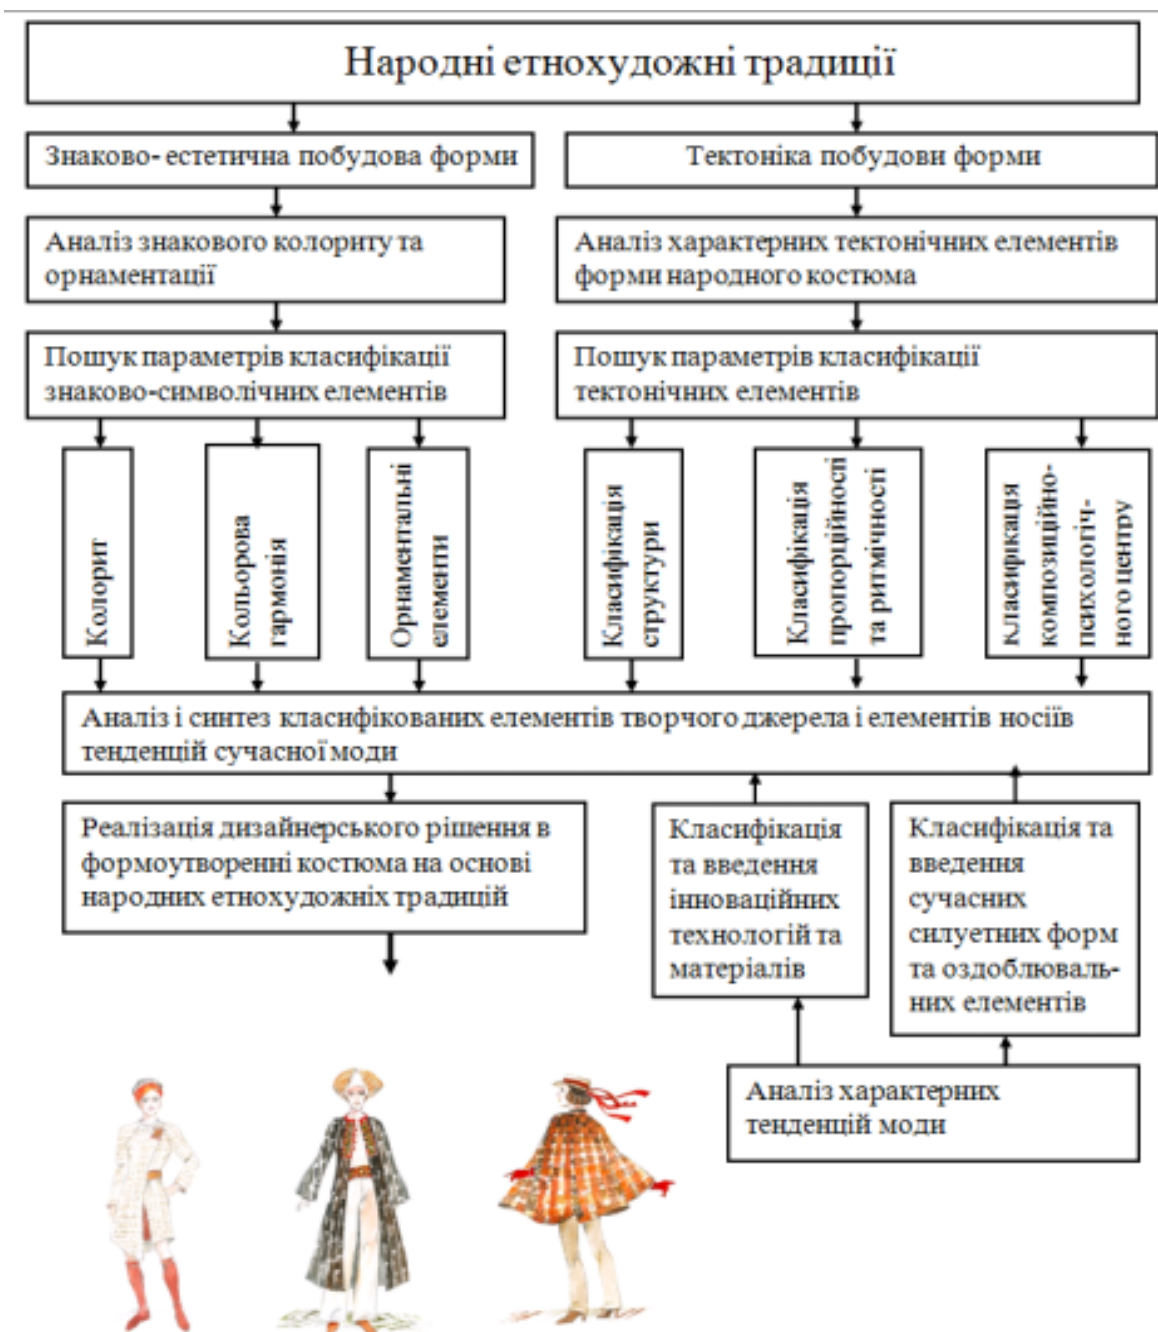 Народні етнохудожні традиції
Знаково- естетична побудова форми
Тектоніка побудови форми
Аналіз знакового колориту та
орнаментації
Аналіз характерних тектонічних елементів
форми народного костюма
Пошук параметрів класифікації
знаково-символічних елементів
Пошук параметрів класифікації
тектонічних елементів
Колорит
Кольорова
гармонія
Орнаментальні
елементи
Класифікація
структури
Класифікація
пропорційності
та ритмічності
Класифікація
композиційно-
психологіч-
ного центру
Аналіз і синтез класифікованих елементів творчого джерела і елементів носіїв
тенденцій сучасної моди
Реалізація дизайнерського рішення в
формоутворенні костюма на основі
народних етнохудожніх традицій
Класифікація
та введення
інноваційних
технологій та
матеріалів
Класифікація та
введення
сучасних
силуетних форм
та оздоблюваль-
них елементів
Аналіз характерних
тенденцій моди